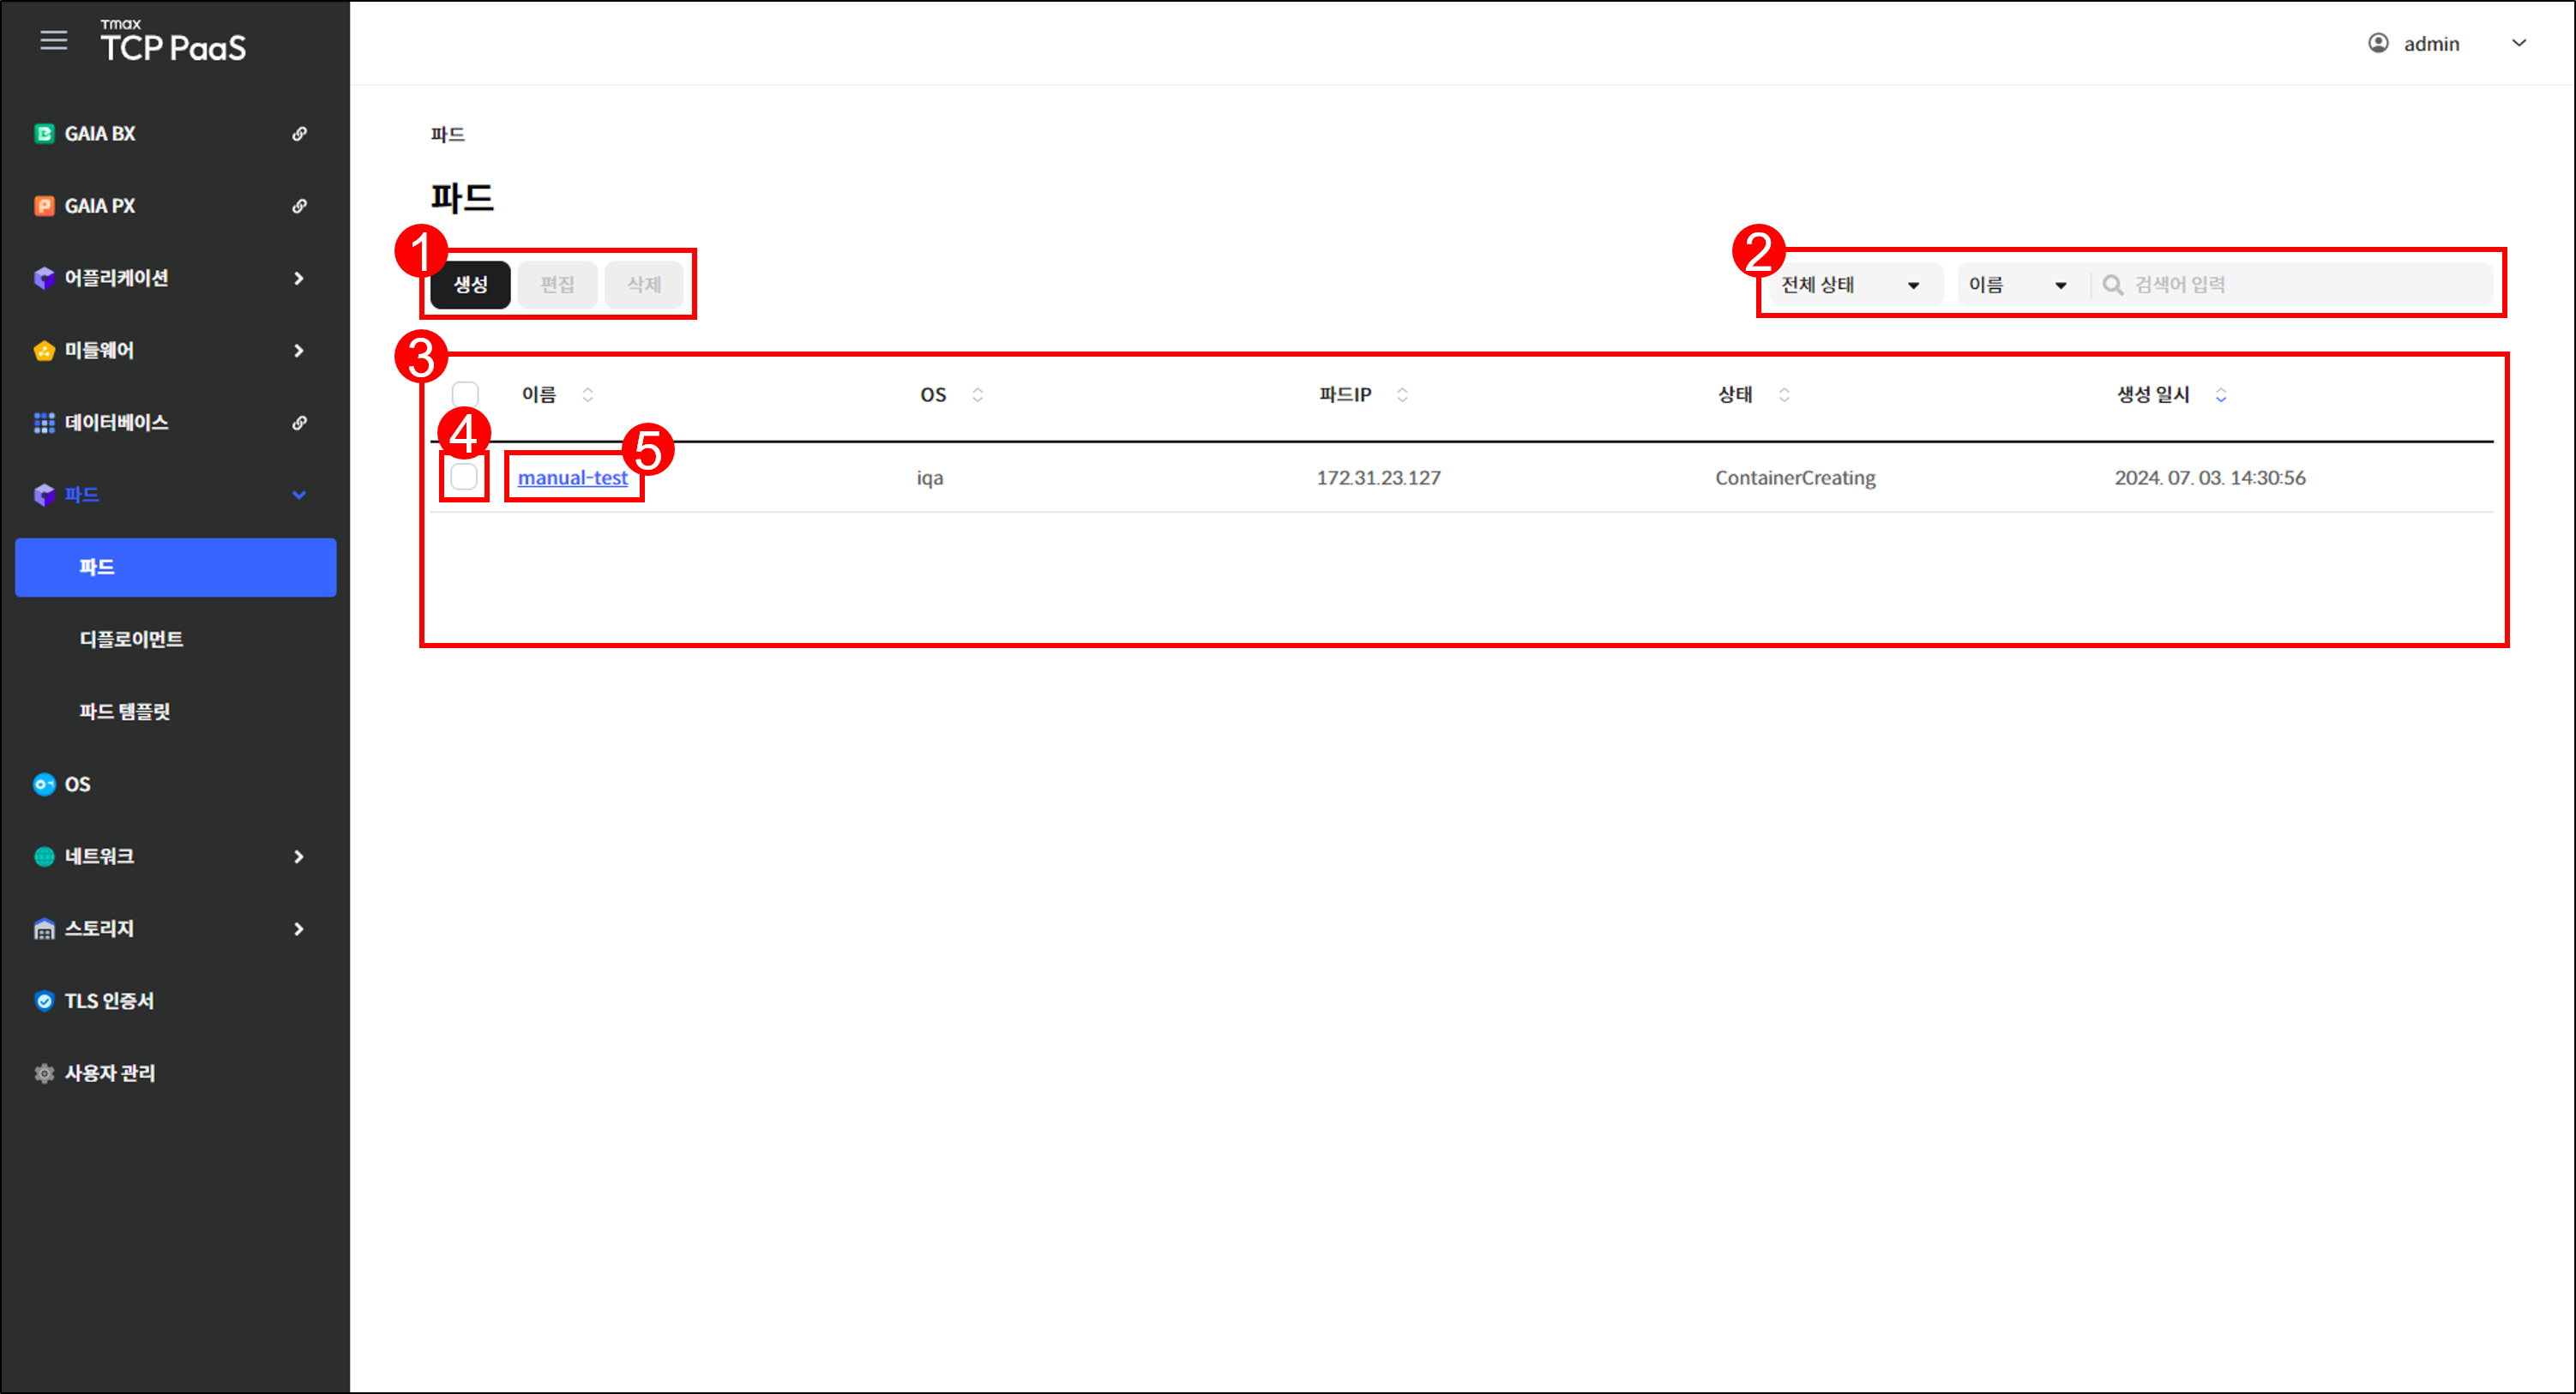 Tmax
TCP PaaS
admin
GAIA BX
GAIA PX
어플리케이션
미들웨어
데이터베이스
파드
파드
디플로이먼트
파드 템플릿
OS
네트워크
스토리지
TLS 인증서
사용자 관리
파드
파드
1
생성 편집 삭제
2
전체 상태 이름 검색어 입력
3
이름 OS 파드IP 상태 생성 일시
4
5
manual-test iqa 172.31.23.127 ContainerCreating 2024. 07. 03. 14:30:56